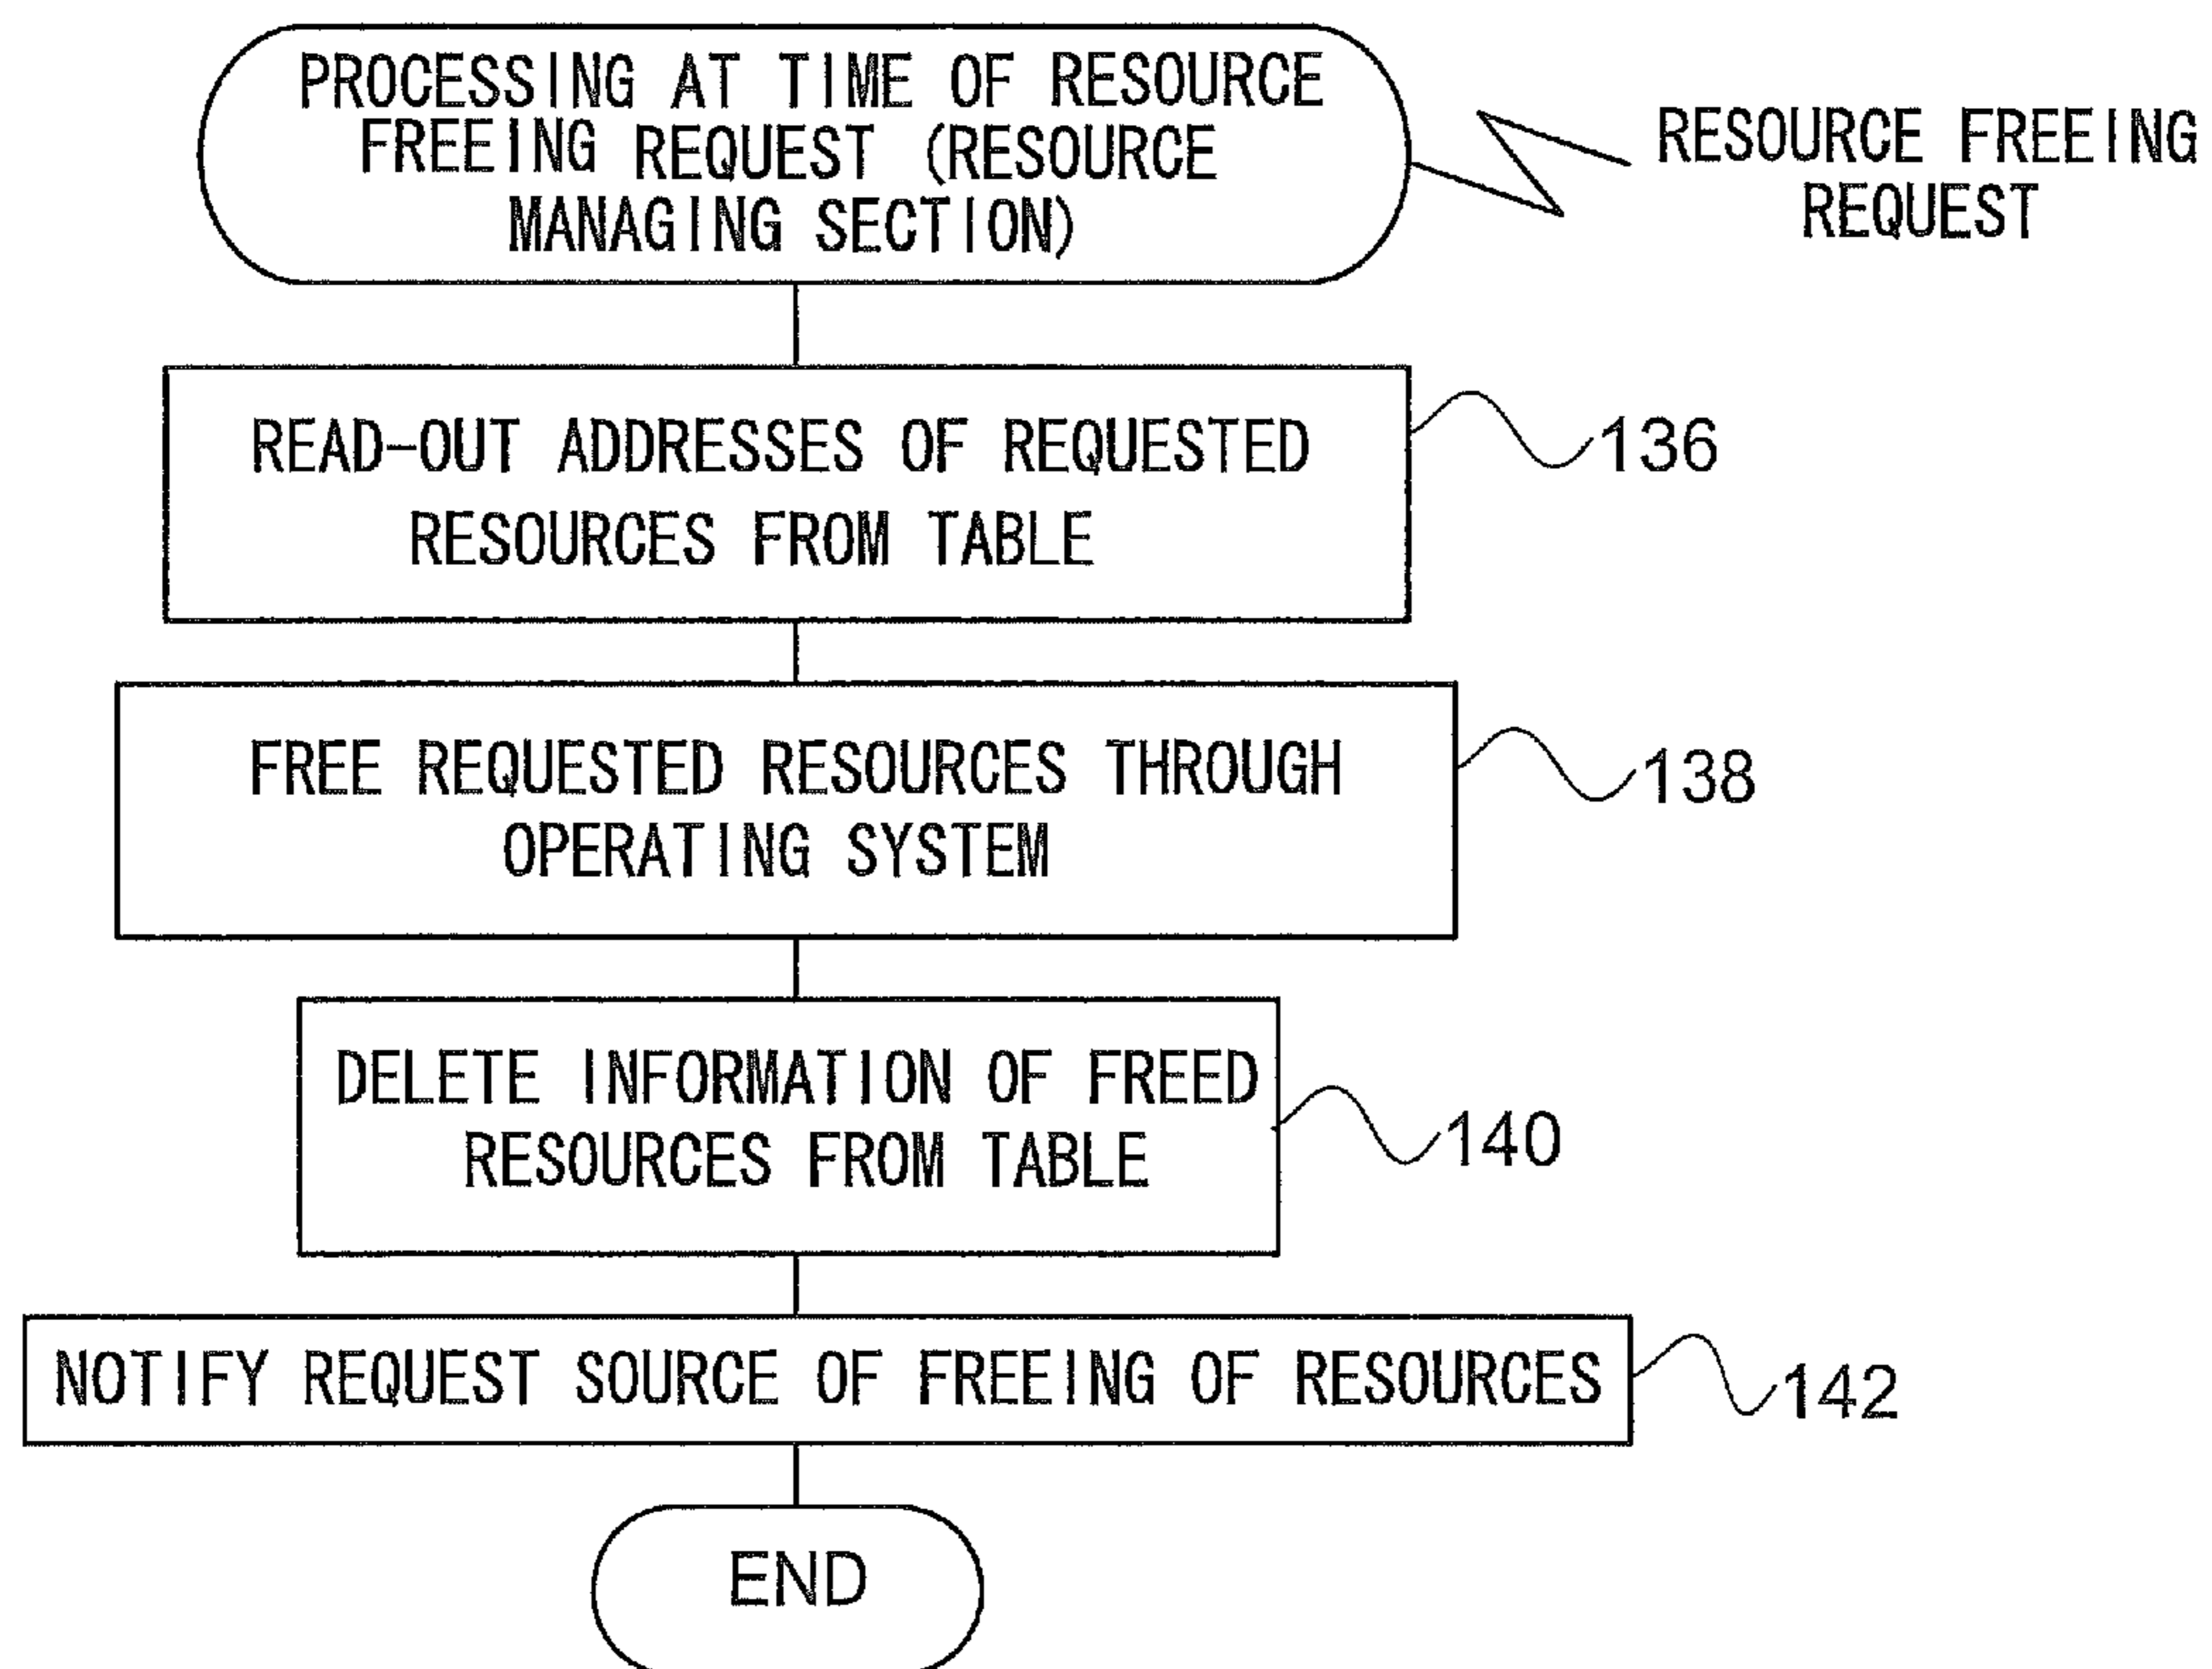 PROCESSING AT TIME OF RESOURCE
FREEING REQUEST (RESOURCE
MANAGING SECTION)
RESOURCE FREEING
REQUEST
READ-OUT ADDRESSES OF REQUESTED
RESOURCES FROM TABLE
136
FREE REQUESTED RESOURCES THROUGH
OPERATING SYSTEM
138
DELETE INFORMATION OF FREED
RESOURCES FROM TABLE
140
NOTIFY REQUEST SOURCE OF FREEING OF RESOURCES
142
END